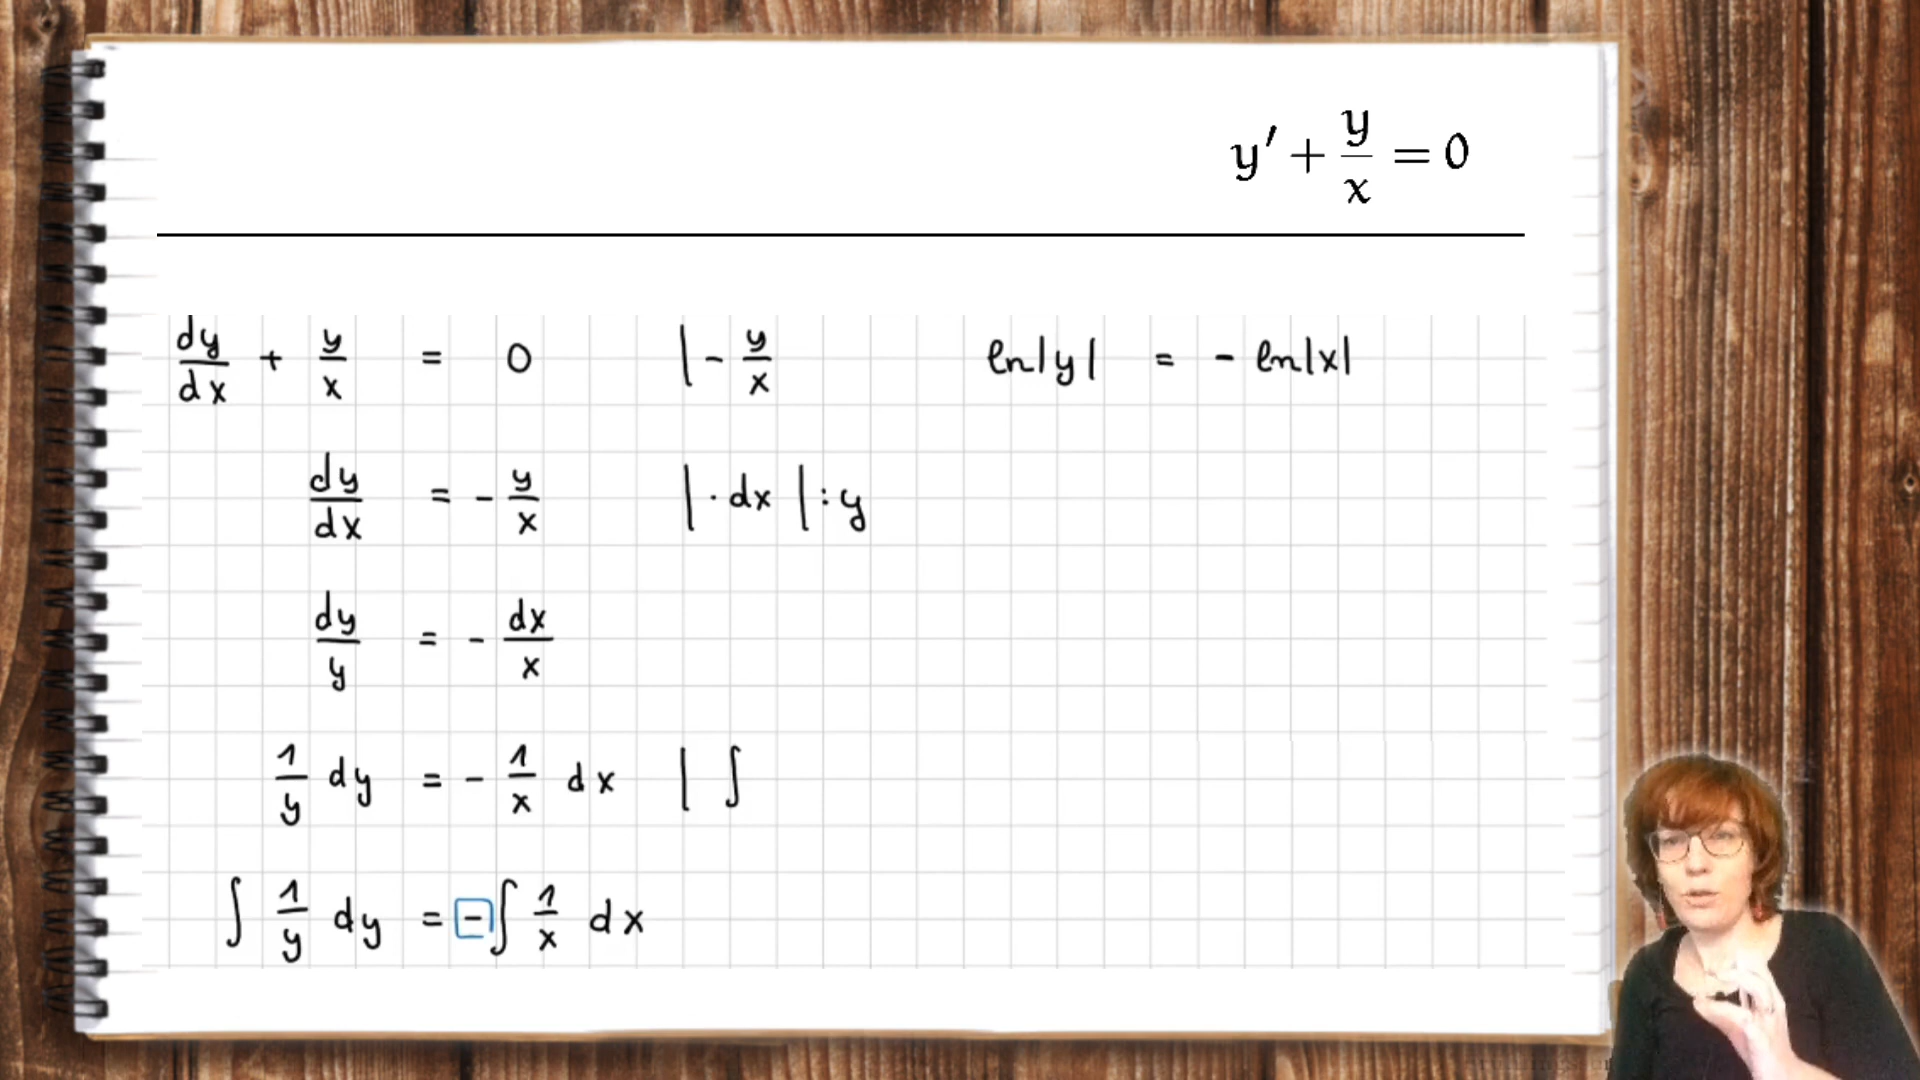 y′ + y/x = 0
dy/dx + y/x = 0 | - y/x
dy/dx = - y/x | · dx | : y
dy/y = - dx/x
1/y dy = - 1/x dx | ∫
∫ 1/y dy = - ∫ 1/x dx
ln|y| = - ln|x|